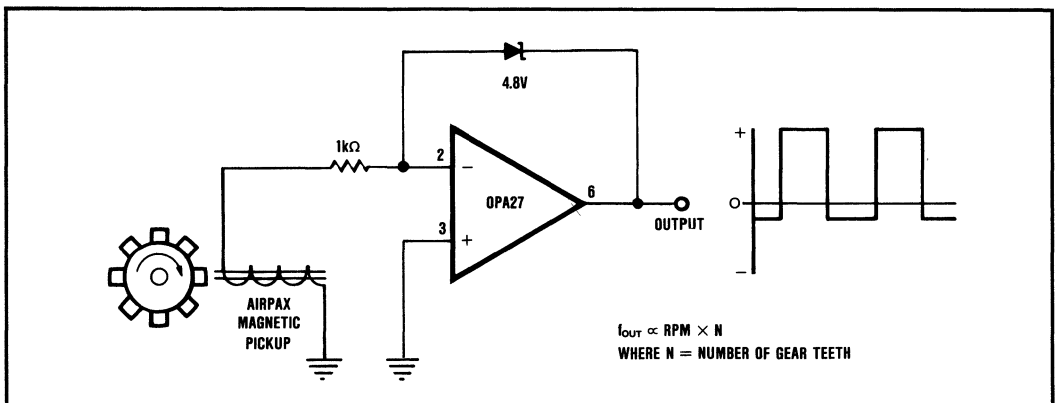 4.8V
1kΩ
2
−
OPA27
6
3
+
OUTPUT
+
O
−
AIRPAX
MAGNETIC
PICKUP
fOUT ∝ RPM × N
WHERE N = NUMBER OF GEAR TEETH